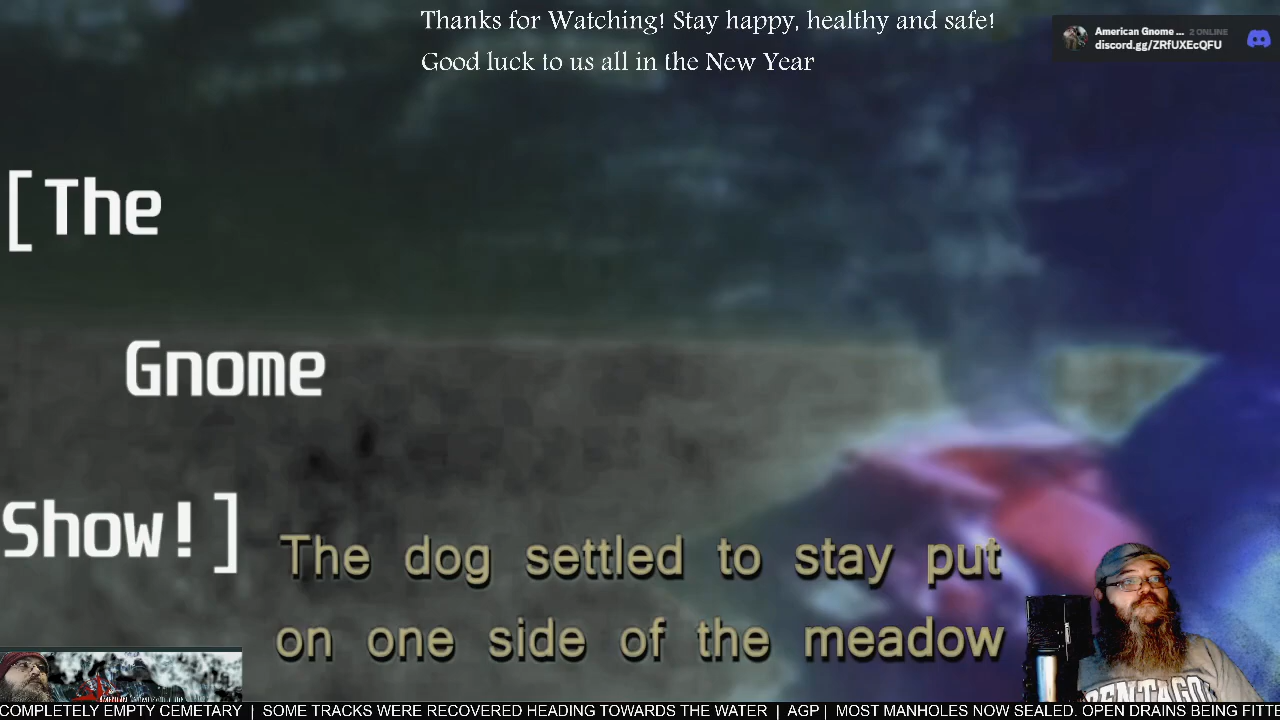 Thanks for Watching! Stay happy, healthy and safe!
Good luck to us all in the New Year
American Gnome ... 2 ONLINE
discord.gg/ZRfUXEcQFU
[The
Gnome
Show!]
The dog settled to stay put
on one side of the meadow
COMPLETELY EMPTY CEMETARY | SOME TRACKS WERE RECOVERED HEADING TOWARDS THE WATER | AGP | MOST MANHOLES NOW SEALED. OPEN DRAINS BEING FITTE